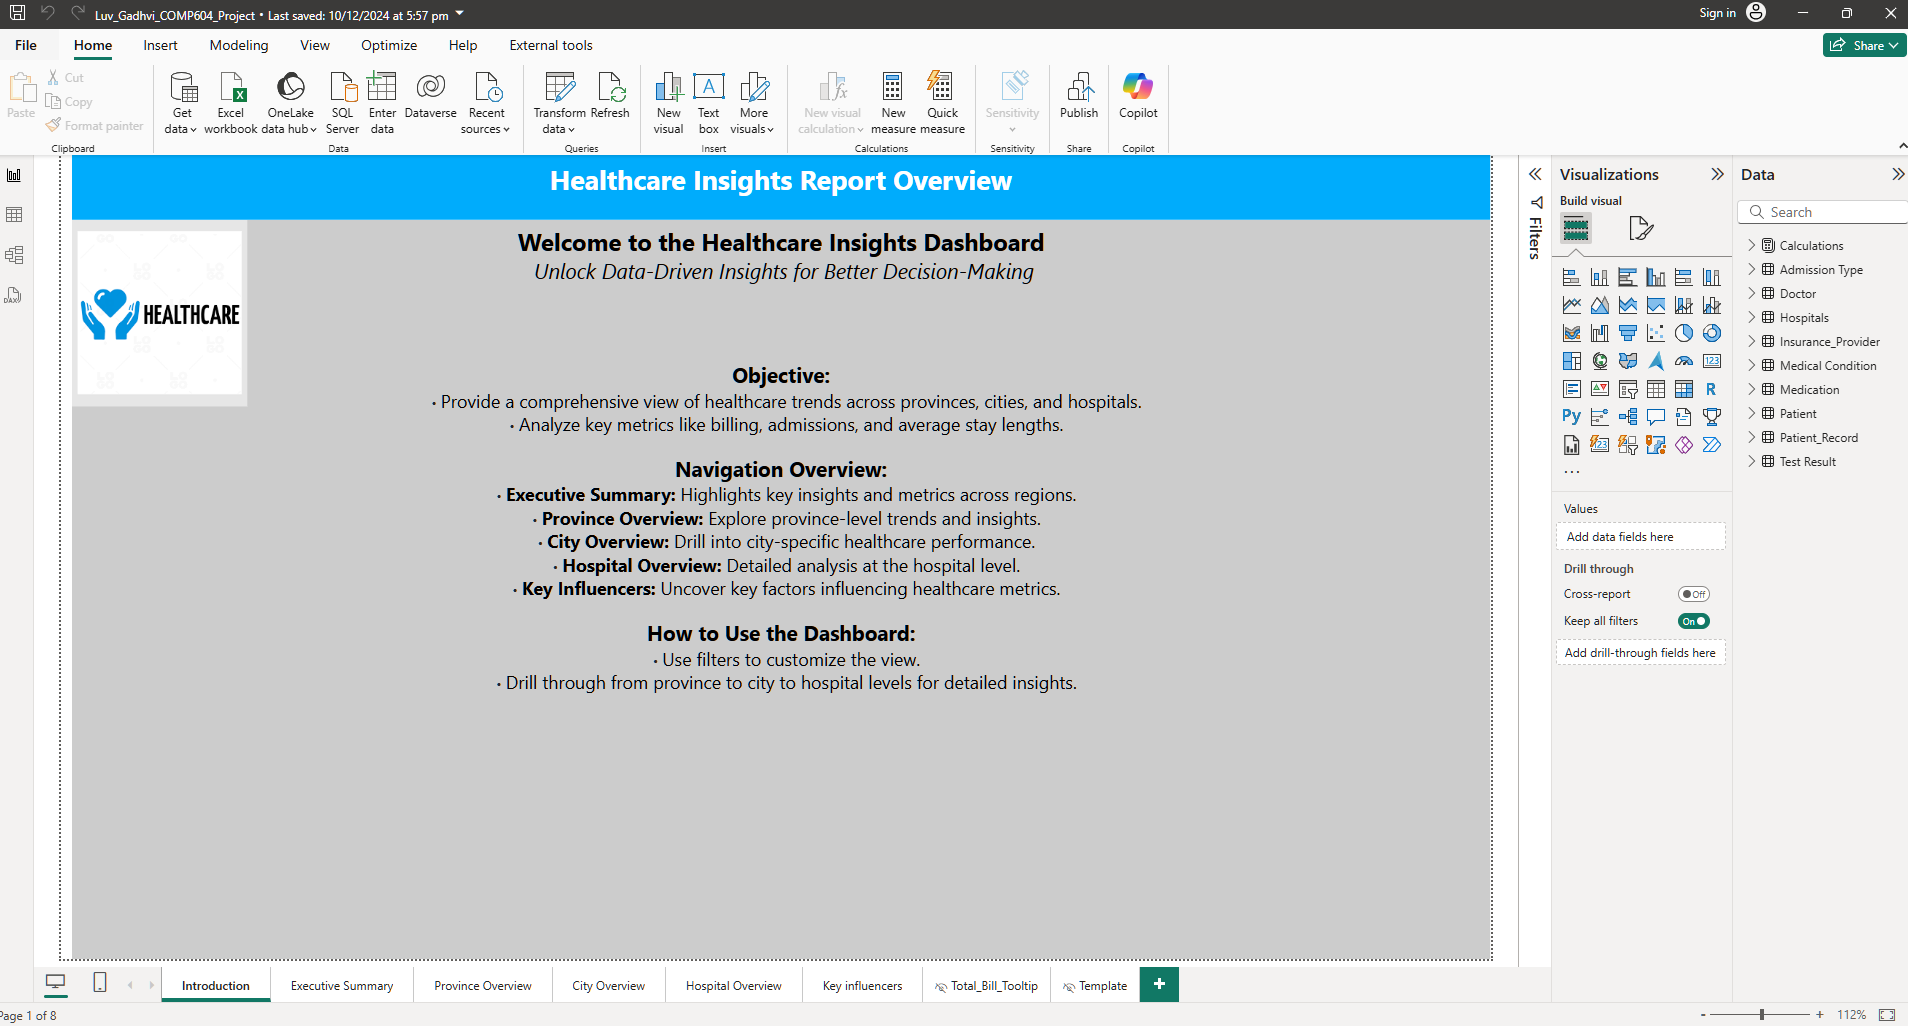 Luv_Gadhvi_COMP604_Project • Last saved: 10/12/2024 at 5:57 pm
Sign in
File
Home
Insert
Modeling
View
Optimize
Help
External tools
Share
Paste
Cut
Copy
Format painter
Clipboard
Get data
Excel workbook
OneLake data hub
SQL Server
Enter data
Dataverse
Recent sources
Data
Transform data
Refresh
Queries
New visual
Text box
More visuals
Insert
New visual calculation
New measure
Quick measure
Calculations
Sensitivity
Sensitivity
Publish
Share
Copilot
Copilot
Healthcare Insights Report Overview
HEALTHCARE
Welcome to the Healthcare Insights Dashboard
Unlock Data-Driven Insights for Better Decision-Making
Objective:
• Provide a comprehensive view of healthcare trends across provinces, cities, and hospitals.
• Analyze key metrics like billing, admissions, and average stay lengths.
Navigation Overview:
• Executive Summary: Highlights key insights and metrics across regions.
• Province Overview: Explore province-level trends and insights.
• City Overview: Drill into city-specific healthcare performance.
• Hospital Overview: Detailed analysis at the hospital level.
• Key Influencers: Uncover key factors influencing healthcare metrics.
How to Use the Dashboard:
• Use filters to customize the view.
• Drill through from province to city to hospital levels for detailed insights.
Filters
Visualizations
Build visual
123
R
Py
123
Values
Add data fields here
Drill through
Cross-report
Off
Keep all filters
On
Add drill-through fields here
Data
Search
Calculations
Admission Type
Doctor
Hospitals
Insurance_Provider
Medical Condition
Medication
Patient
Patient_Record
Test Result
DAX
Introduction
Executive Summary
Province Overview
City Overview
Hospital Overview
Key influencers
Total_Bill_Tooltip
Template
+
Page 1 of 8
- + 112%